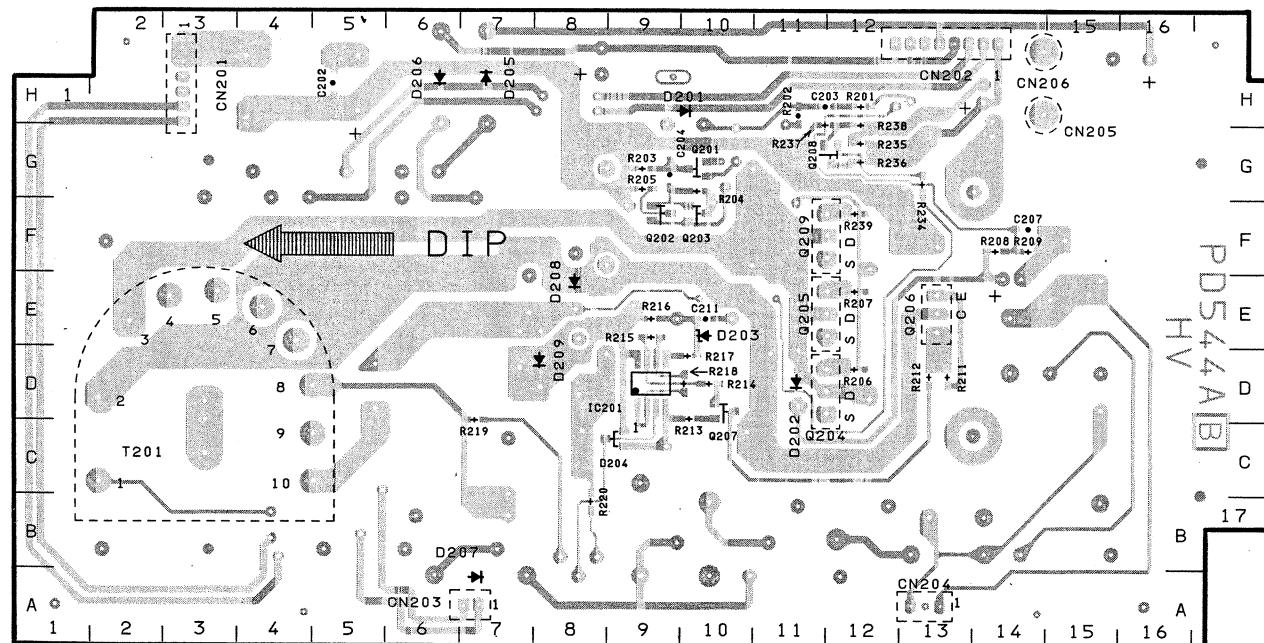 2 3 4 5 6 7 8 9 10 11 12 15 16
1
CN201
C202
D206
D205
D201
R202
C203
R201
CN202
1
CN206
CN205
H
H
R237
R238
Q208
R235
R236
C204
Q201
R203
R205
R204
Q202
Q203
R234
G
G
DIP
Q209
R239
D
S
C207
R208
R209
F
F
D208
R216
C211
R215
D203
Q205
R207
D
S
Q206
E
C
E
E
3
4
5
6
7
D209
R217
R218
R214
R206
R212
R211
D
D
2
8
IC201
1
R213
Q207
D202
Q204
D
S
R219
9
T201
1
10
D204
R220
C
C
17
B
B
D207
CN203
1
CN204
1
A
A
1 2 3 4 5 6 7 8 9 10 11 12 13 14 15 16
PD5444A B
HV